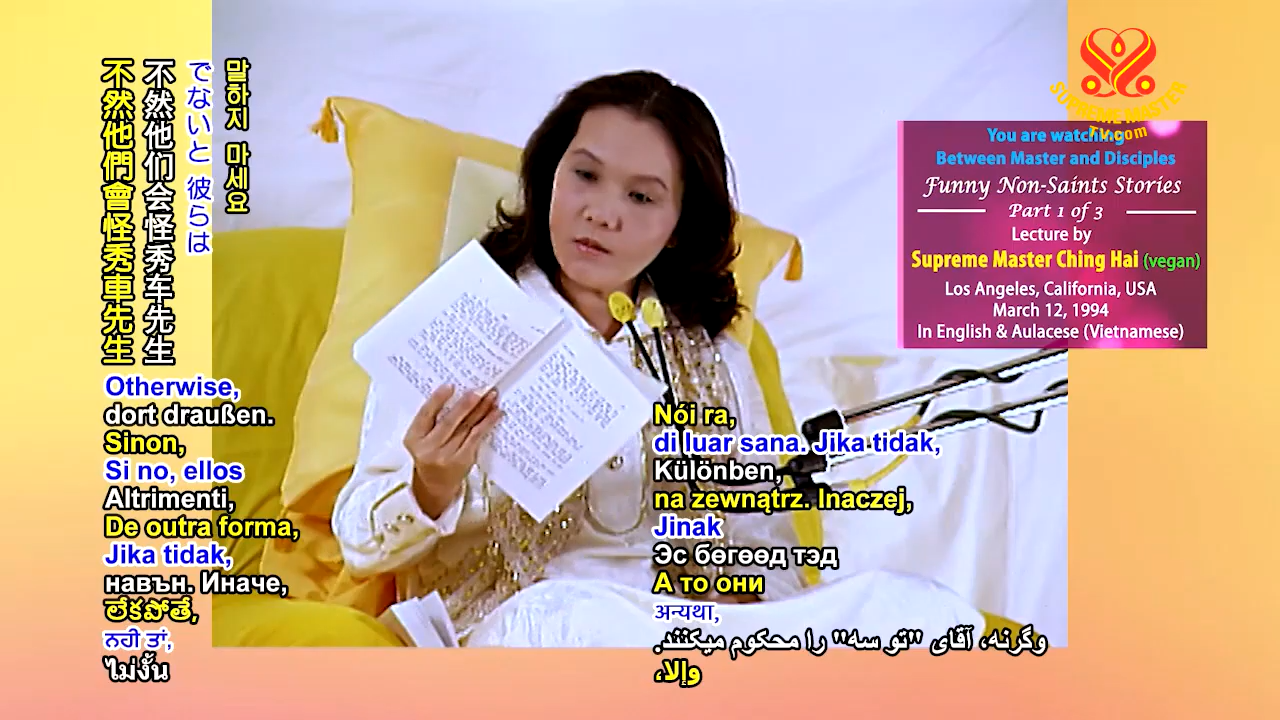 말하지 마세요
でないと 彼らは
不然他们会怪秀车先生
不然他們會怪秀車先生
Otherwise,
dort draußen.
Sinon,
Si no, ellos
Altrimenti,
De outra forma,
Jika tidak,
навън. Иначе,
లేకపోతే,
ਨਹੀ ਤਾਂ,
ไม่งั้น
Nói ra,
di luar sana. Jika tidak,
Különben,
na zewnątrz. Inaczej,
Jinak
Эс бөгөөд тэд
А то они
अन्यथा,
وگرنه، آقای "تو سه" را محکوم میکنند.
وإلا،
SUPREME MASTER
TV.com
You are watching
Between Master and Disciples
Funny Non-Saints Stories
Part 1 of 3
Lecture by
Supreme Master Ching Hai (vegan)
Los Angeles, California, USA
March 12, 1994
In English & Aulacese (Vietnamese)